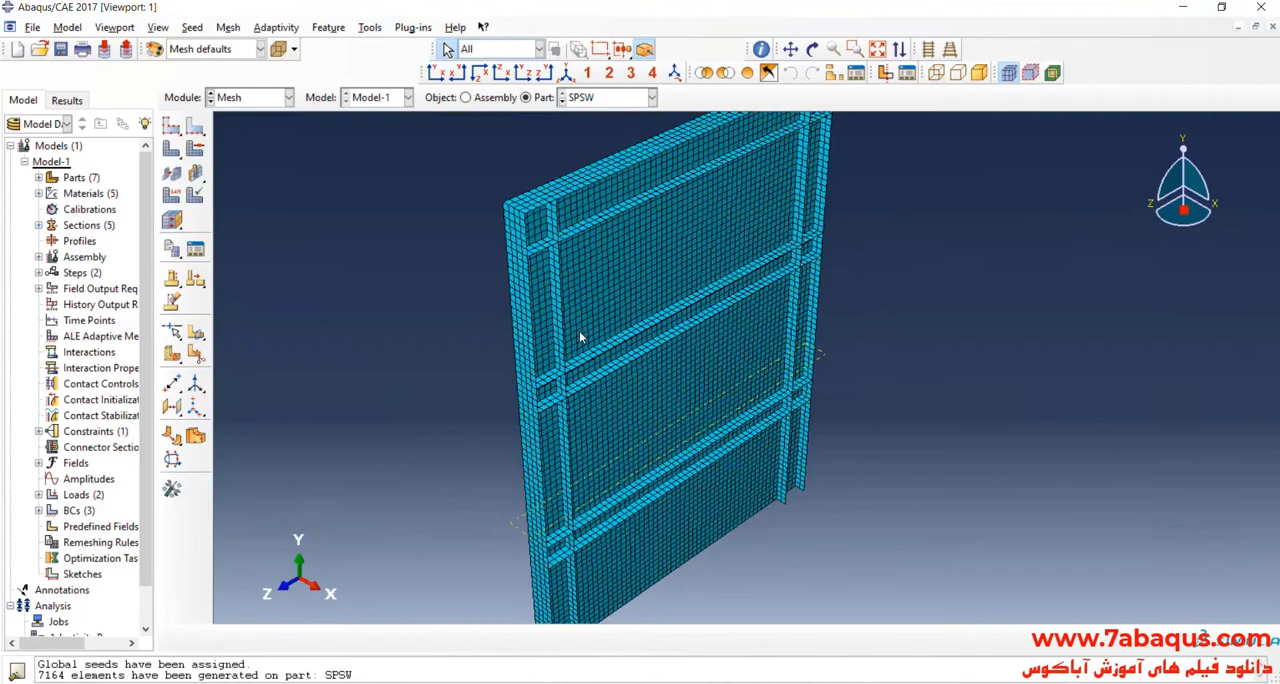 Abaqus/CAE 2017 [Viewport: 1]
File Model Viewport View Seed Mesh Adaptivity Feature Tools Plug-ins Help
Mesh defaults All
1 2 3 4
Model Results Module: Mesh Model: Model-1 Object: Assembly Part: SPSW
Model D
Models (1)
Model-1
Parts (7)
Materials (5)
Calibrations
Sections (5)
Profiles
Assembly
Steps (2)
Field Output Req
History Output R
Time Points
ALE Adaptive Me
Interactions
Interaction Prope
Contact Controls
Contact Initializat
Contact Stabilizat
Constraints (1)
Connector Sectio
Fields
Amplitudes
Loads (2)
BCs (3)
Predefined Fields
Remeshing Rules
Optimization Tas
Sketches
Annotations
Analysis
Jobs
Y
Z X
Y
Z X
www.7abaqus.com
دانلود فیلم های آموزش آباکوس
Global seeds have been assigned.
7164 elements have been generated on part: SPSW